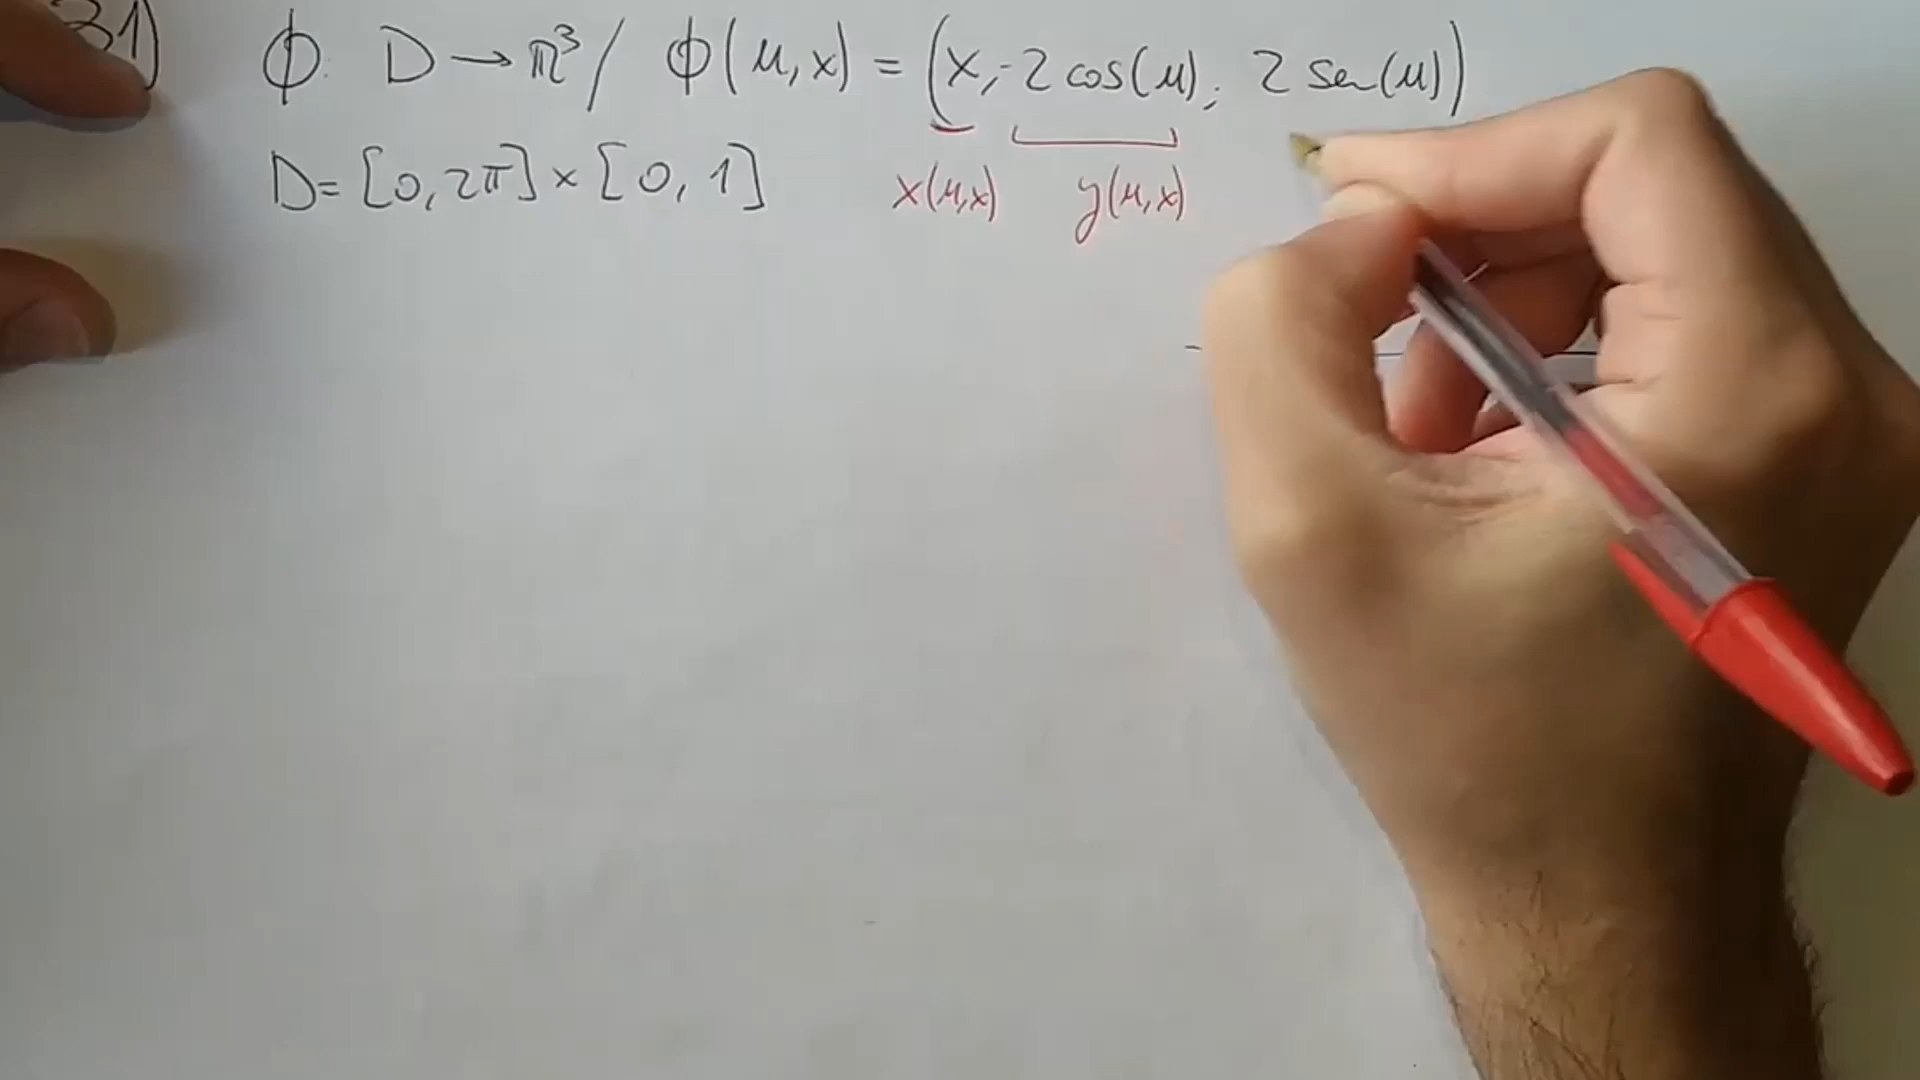 31) Φ: D → ℝ³ / Φ(μ,x) = (x, -2 cos(μ), 2 sen(μ))
D= [0,2π] × [0, 1] x(μ,x) y(μ,x)